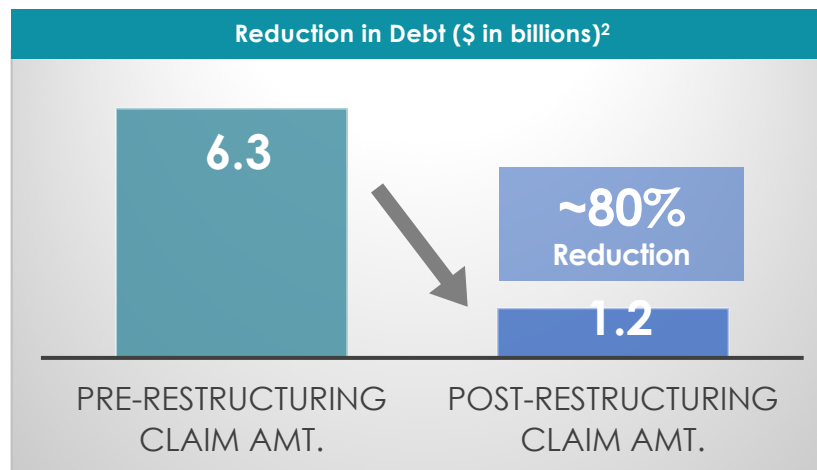 Reduction in Debt ($ in billions)²
6.3
~80%
Reduction
1.2
PRE-RESTRUCTURING
CLAIM AMT.
POST-RESTRUCTURING
CLAIM AMT.